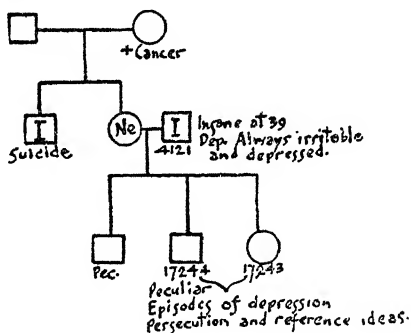 +Cancer
I
Suicide
Ne
I
4121
Insane at 39
Dep. Always irritable
and depressed.
Pec.
17244
17243
Peculiar
Episodes of depression
Persecution and reference ideas.